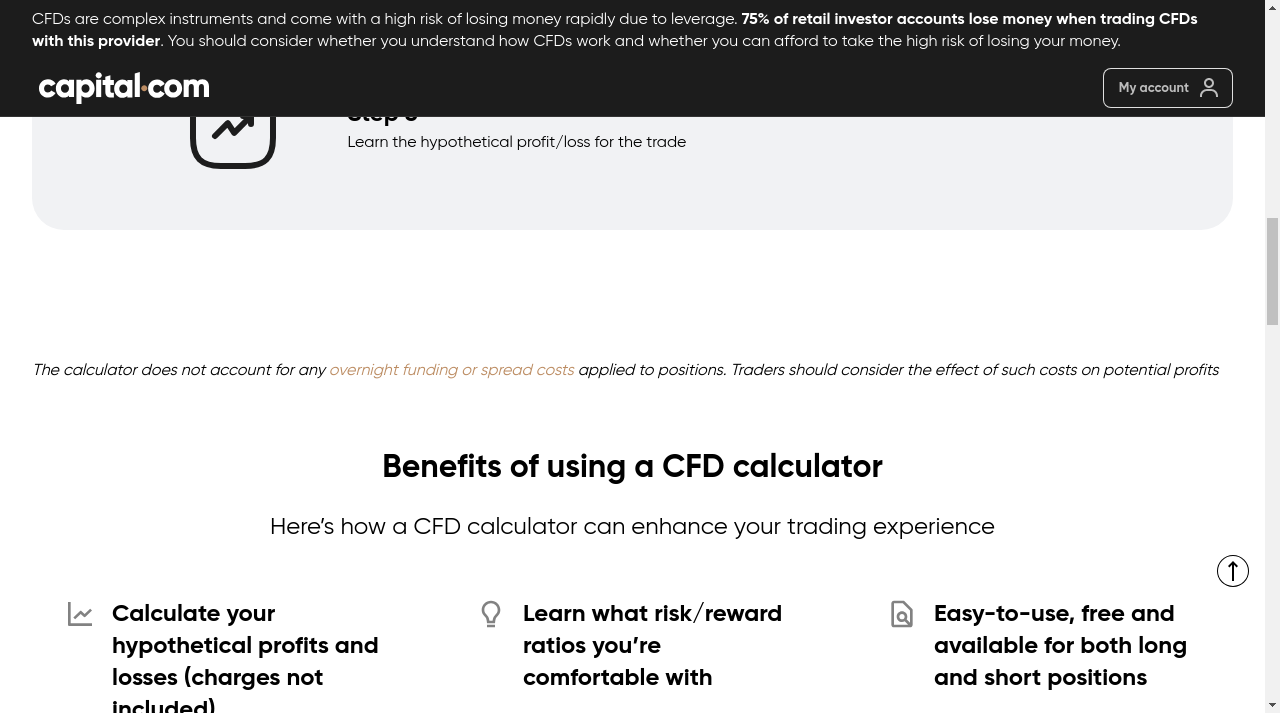 CFDs are complex instruments and come with a high risk of losing money rapidly due to leverage. 75% of retail investor accounts lose money when trading CFDs
with this provider. You should consider whether you understand how CFDs work and whether you can afford to take the high risk of losing your money.
capital.com
My account
Learn the hypothetical profit/loss for the trade
The calculator does not account for any overnight funding or spread costs applied to positions. Traders should consider the effect of such costs on potential profits
Benefits of using a CFD calculator
Here’s how a CFD calculator can enhance your trading experience
Calculate your
hypothetical profits and
losses (charges not
included)
Learn what risk/reward
ratios you’re
comfortable with
Easy-to-use, free and
available for both long
and short positions